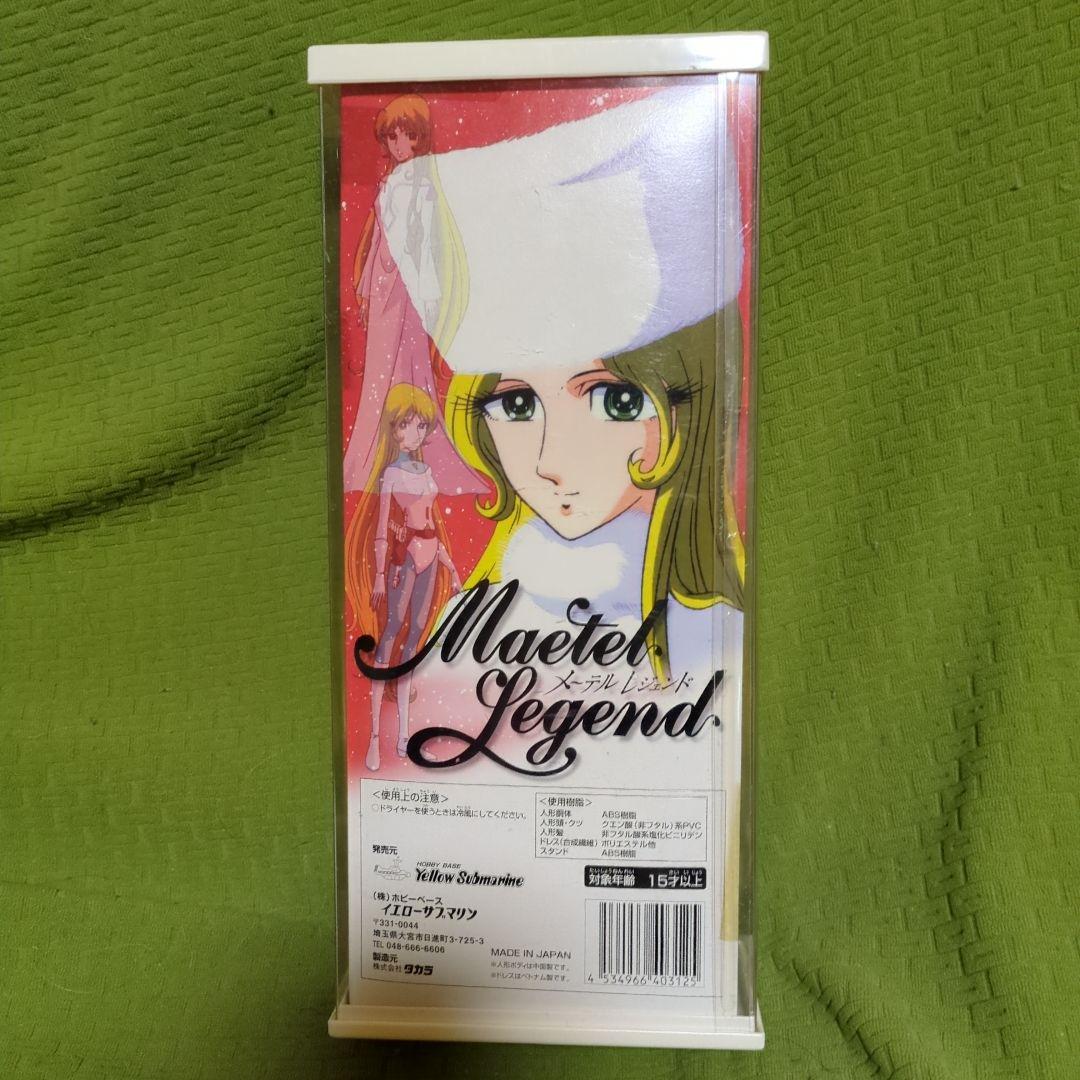 Maetel
メーテル レジェンド
Legend
<使用上の注意>
○ドライヤーを使うときは冷風にしてください。
<使用樹脂>
人形胴体 ABS樹脂
人形頭・クツ クエン酸(非フタル)系PVC
人形髪 非フタル酸系塩化ビニリデン
ドレス(合成繊維) ポリエステル他
スタンド ABS樹脂
発売元
HOBBY BASE
Yellow Submarine
(株)ホビーベース
イエローサブマリン
〒331-0044
埼玉県大宮市日進町3-725-3
TEL 048-666-6606
製造元
株式会社 タカラ
対象年齢 15才以上
MADE IN JAPAN
※人形ボディは中国製です。
※ドレスはベトナム製です。
4 534966 403125